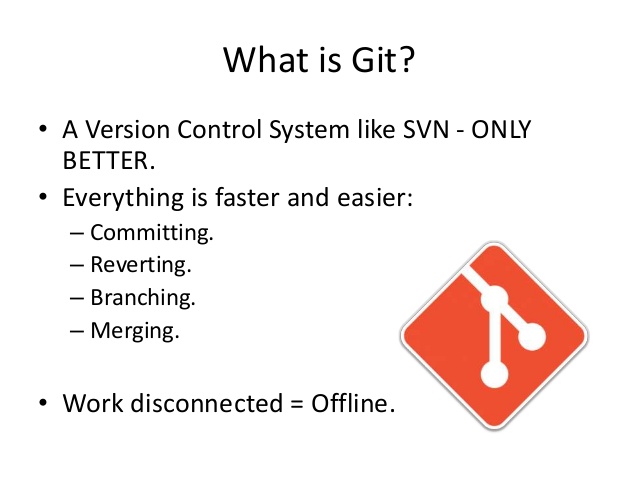 What is Git?
• A Version Control System like SVN - ONLY
BETTER.
• Everything is faster and easier:
– Committing.
– Reverting.
– Branching.
– Merging.
• Work disconnected = Offline.